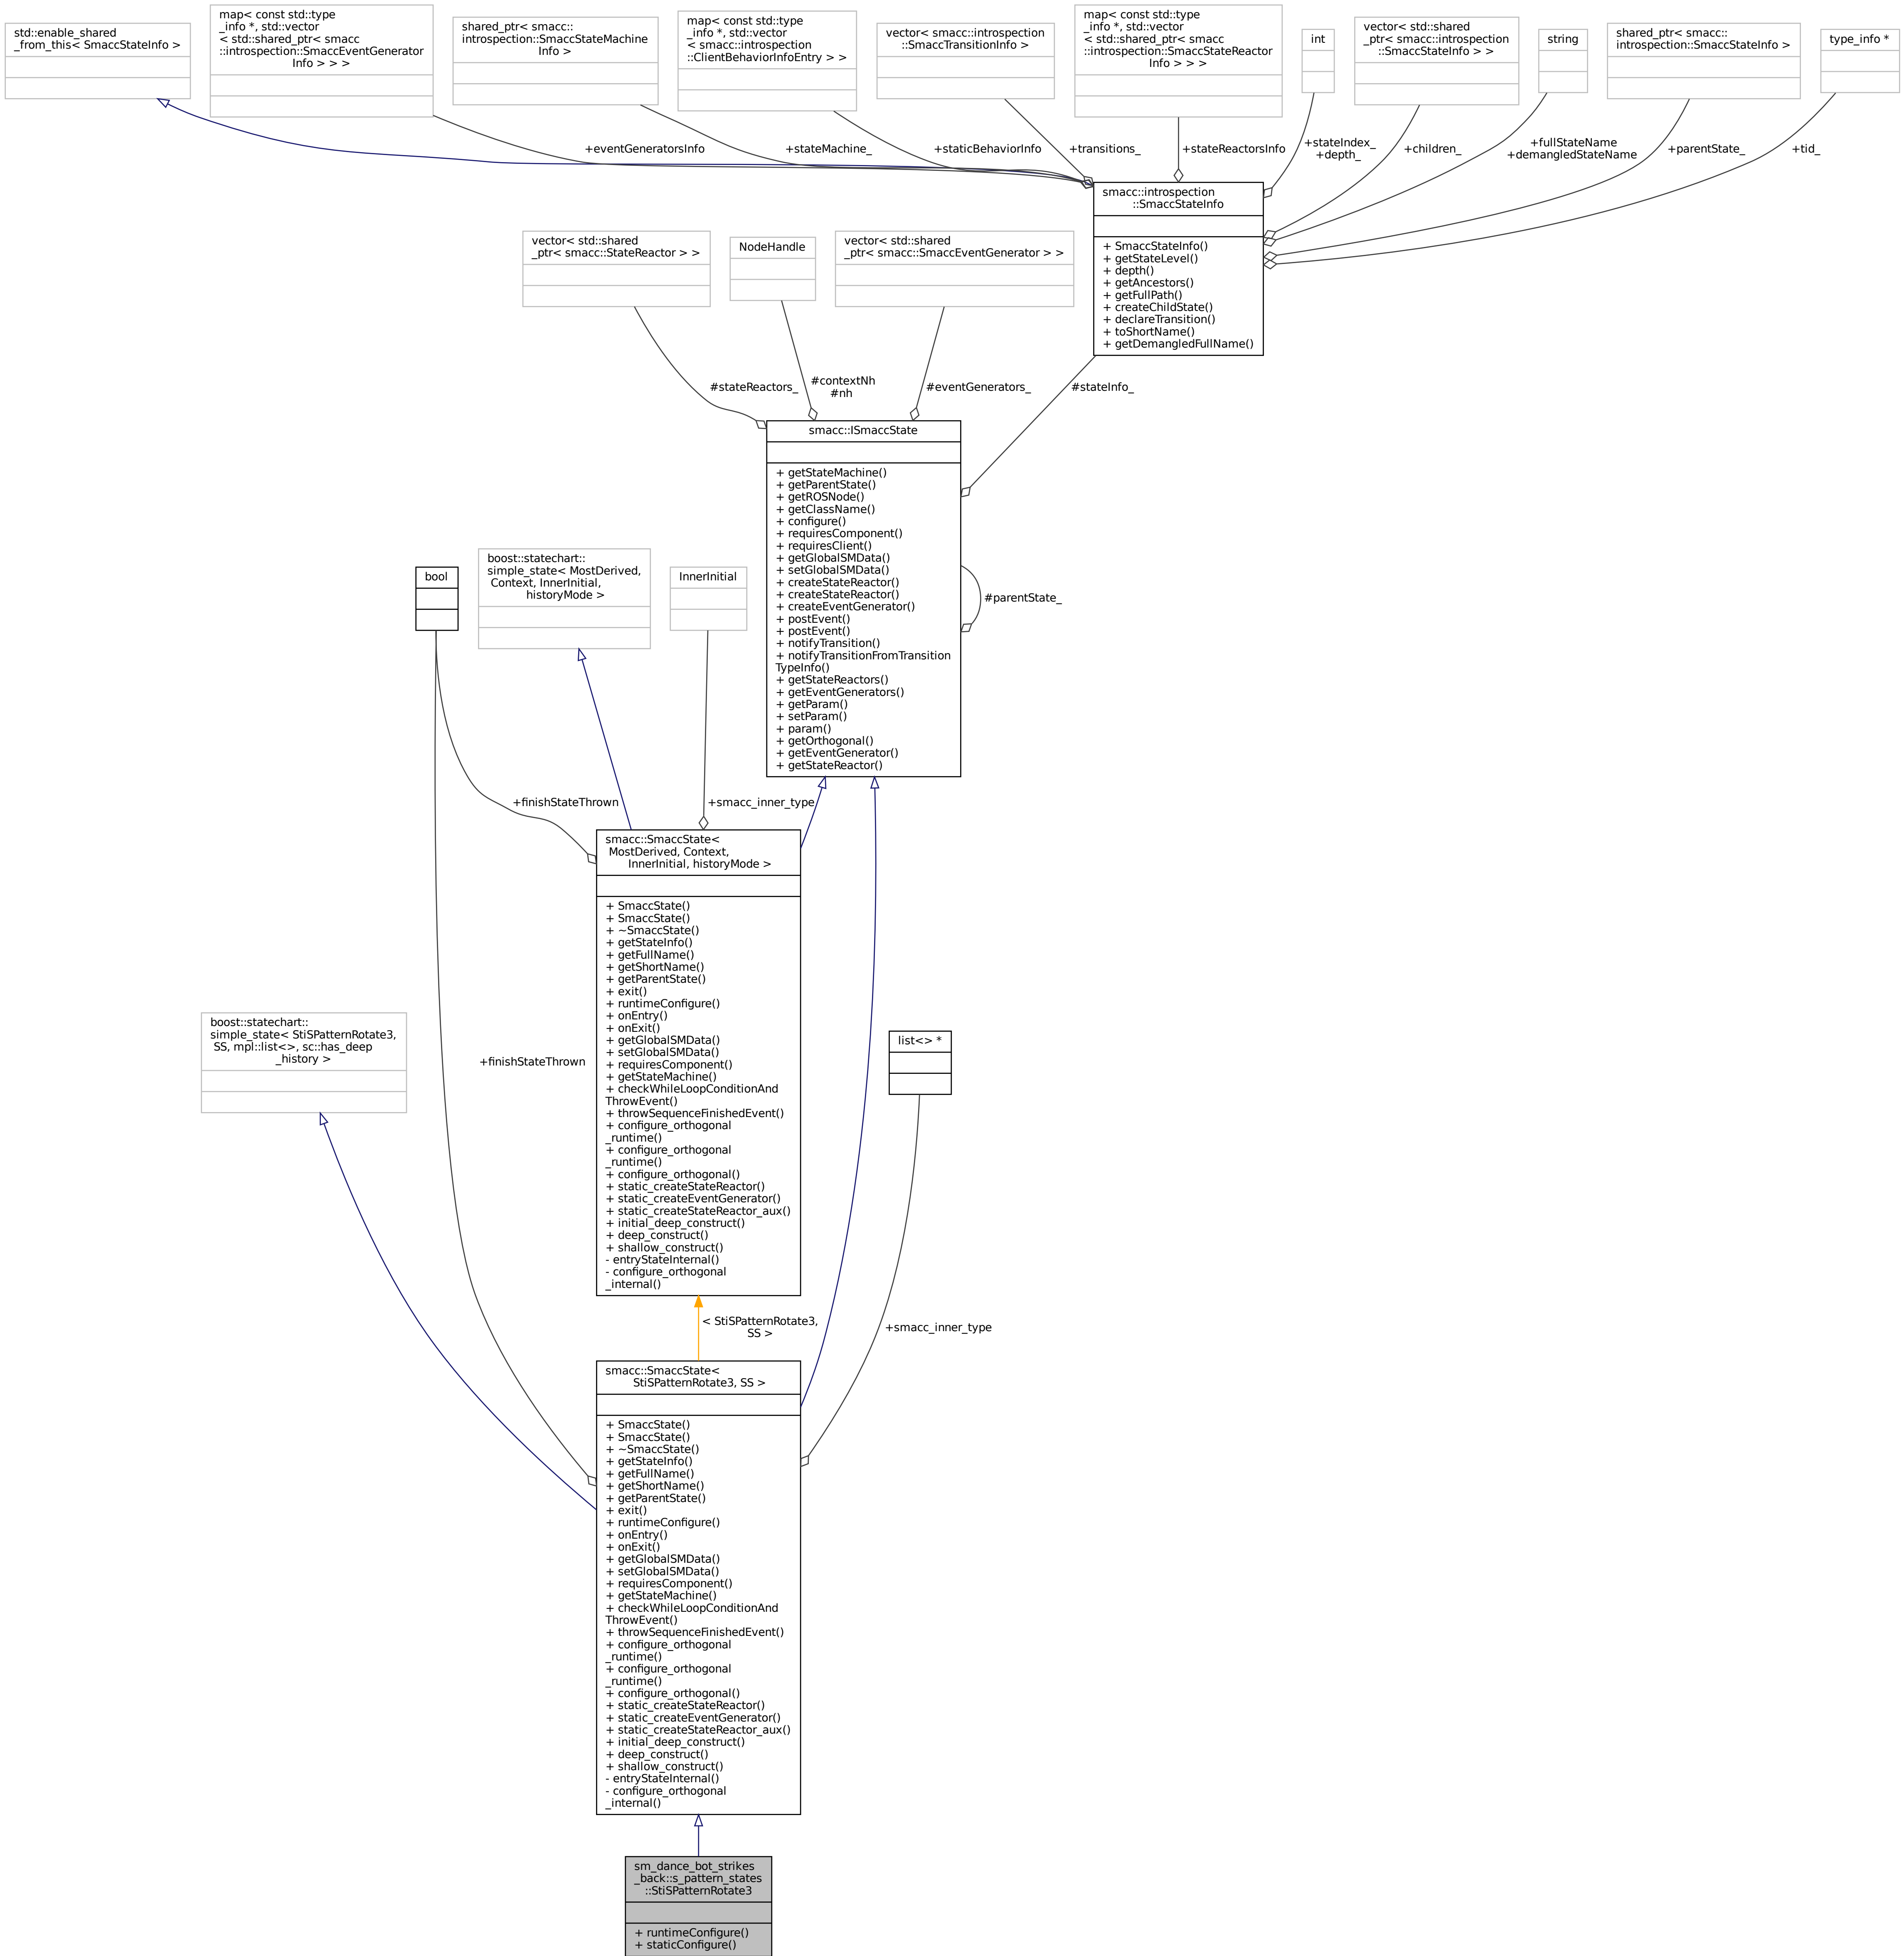 std::enable_shared
_from_this< SmaccStateInfo >
map< const std::type
_info *, std::vector
< std::shared_ptr< smacc
::introspection::SmaccEventGenerator
Info > > >
shared_ptr< smacc::
introspection::SmaccStateMachine
Info >
map< const std::type
_info *, std::vector
< smacc::introspection
::ClientBehaviorInfoEntry > >
vector< smacc::introspection
::SmaccTransitionInfo >
map< const std::type
_info *, std::vector
< std::shared_ptr< smacc
::introspection::SmaccStateReactor
Info > > >
int
vector< std::shared
_ptr< smacc::introspection
::SmaccStateInfo > >
string
shared_ptr< smacc::
introspection::SmaccStateInfo >
type_info *
+eventGeneratorsInfo
+stateMachine_
+staticBehaviorInfo
+transitions_
+stateReactorsInfo
+stateIndex_
+depth_
+children_
+fullStateName
+demangledStateName
+parentState_
+tid_
smacc::introspection
::SmaccStateInfo
+ SmaccStateInfo()
+ getStateLevel()
+ depth()
+ getAncestors()
+ getFullPath()
+ createChildState()
+ declareTransition()
+ toShortName()
+ getDemangledFullName()
vector< std::shared
_ptr< smacc::StateReactor > >
NodeHandle
vector< std::shared
_ptr< smacc::SmaccEventGenerator > >
#stateReactors_
#contextNh
#nh
#eventGenerators_
#stateInfo_
smacc::ISmaccState
+ getStateMachine()
+ getParentState()
+ getROSNode()
+ getClassName()
+ configure()
+ requiresComponent()
+ requiresClient()
+ getGlobalSMData()
+ setGlobalSMData()
+ createStateReactor()
+ createStateReactor()
+ createEventGenerator()
+ postEvent()
+ postEvent()
+ notifyTransition()
+ notifyTransitionFromTransition
TypeInfo()
+ getStateReactors()
+ getEventGenerators()
+ getParam()
+ setParam()
+ param()
+ getOrthogonal()
+ getEventGenerator()
+ getStateReactor()
#parentState_
bool
boost::statechart::
simple_state< MostDerived,
Context, InnerInitial,
historyMode >
InnerInitial
+finishStateThrown
+smacc_inner_type
smacc::SmaccState<
MostDerived, Context,
InnerInitial, historyMode >
+ SmaccState()
+ SmaccState()
+ ~SmaccState()
+ getStateInfo()
+ getFullName()
+ getShortName()
+ getParentState()
+ exit()
+ runtimeConfigure()
+ onEntry()
+ onExit()
+ getGlobalSMData()
+ setGlobalSMData()
+ requiresComponent()
+ getStateMachine()
+ checkWhileLoopConditionAnd
ThrowEvent()
+ throwSequenceFinishedEvent()
+ configure_orthogonal
_runtime()
+ configure_orthogonal
_runtime()
+ configure_orthogonal()
+ static_createStateReactor()
+ static_createEventGenerator()
+ static_createStateReactor_aux()
+ initial_deep_construct()
+ deep_construct()
+ shallow_construct()
- entryStateInternal()
- configure_orthogonal
_internal()
boost::statechart::
simple_state< StiSPatternRotate3,
SS, mpl::list<>, sc::has_deep
_history >
+finishStateThrown
list<> *
< StiSPatternRotate3,
SS >
+smacc_inner_type
smacc::SmaccState<
StiSPatternRotate3, SS >
+ SmaccState()
+ SmaccState()
+ ~SmaccState()
+ getStateInfo()
+ getFullName()
+ getShortName()
+ getParentState()
+ exit()
+ runtimeConfigure()
+ onEntry()
+ onExit()
+ getGlobalSMData()
+ setGlobalSMData()
+ requiresComponent()
+ getStateMachine()
+ checkWhileLoopConditionAnd
ThrowEvent()
+ throwSequenceFinishedEvent()
+ configure_orthogonal
_runtime()
+ configure_orthogonal
_runtime()
+ configure_orthogonal()
+ static_createStateReactor()
+ static_createEventGenerator()
+ static_createStateReactor_aux()
+ initial_deep_construct()
+ deep_construct()
+ shallow_construct()
- entryStateInternal()
- configure_orthogonal
_internal()
sm_dance_bot_strikes
_back::s_pattern_states
::StiSPatternRotate3
+ runtimeConfigure()
+ staticConfigure()